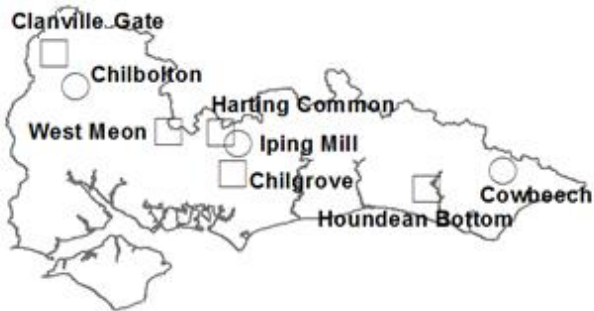 Clanville Gate
Chilbolton
Harting Common
West Meon
Iping Mill
Chilgrove
Cowbeech
Houndean Bottom